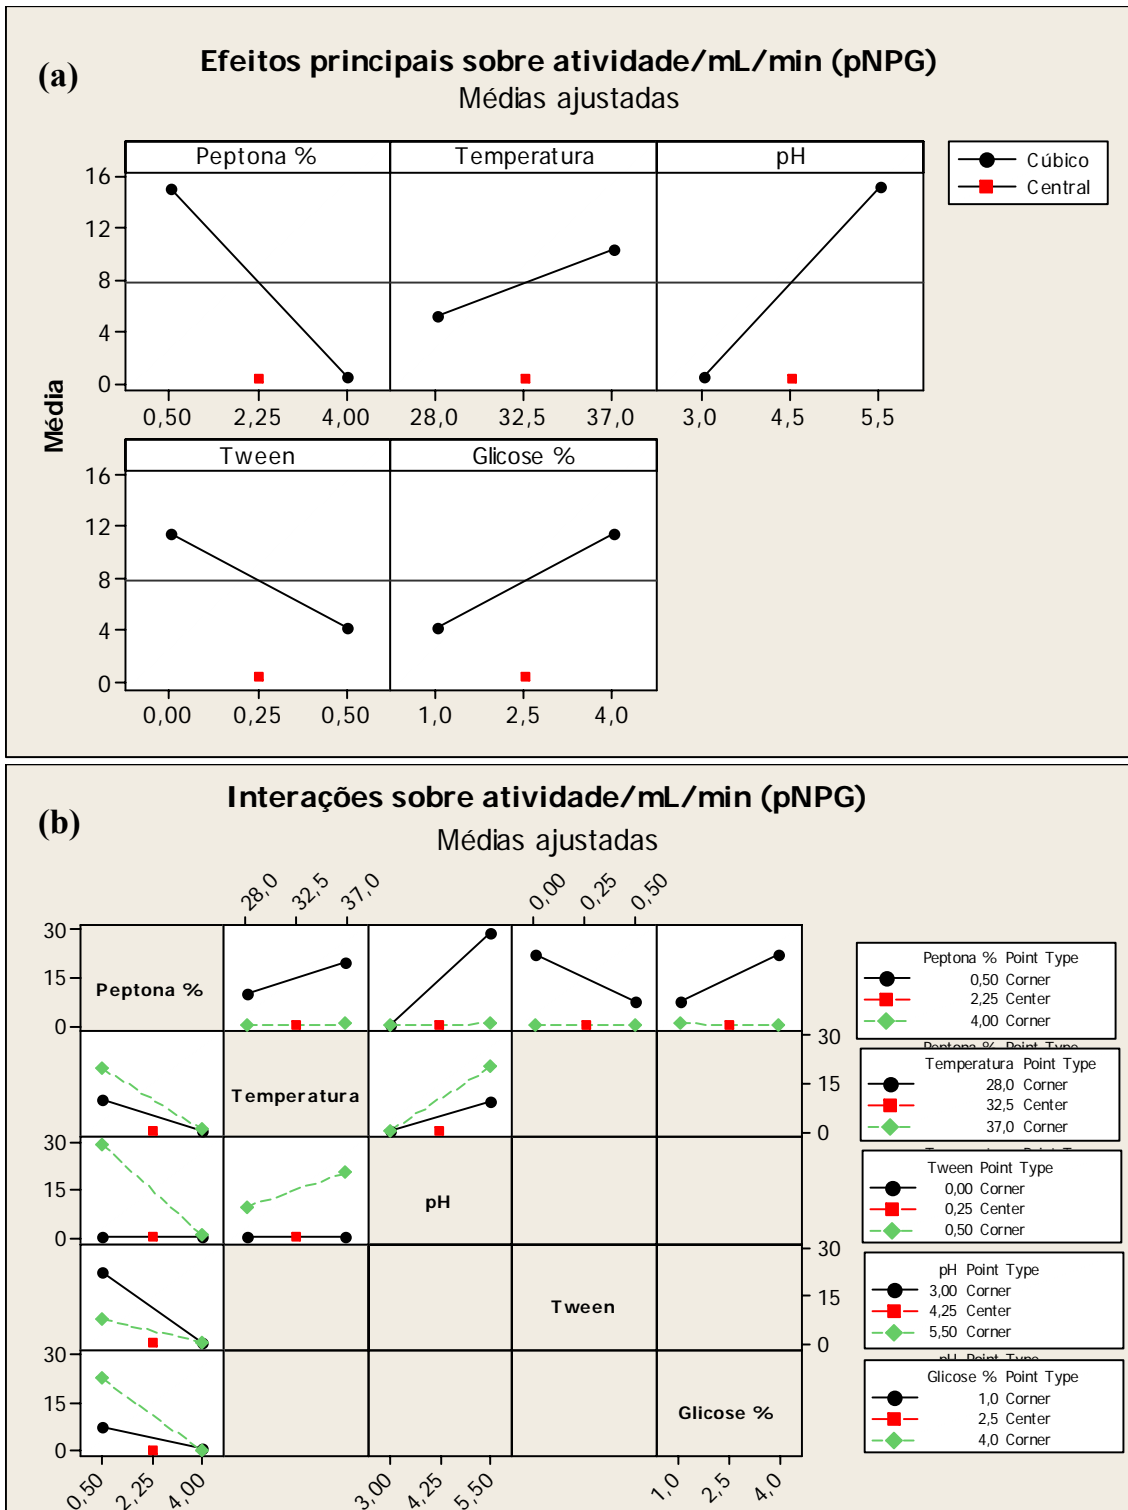 (a)
Efeitos principais sobre atividade/mL/min (pNPG)
Médias ajustadas
Peptona % Temperatura pH
Cúbico
Central
16
12
8
4
0
0,50 2,25 4,00 28,0 32,5 37,0 3,0 4,5 5,5
Média
Tween Glicose %
16
12
8
4
0
0,00 0,25 0,50 1,0 2,5 4,0
(b)
Interações sobre atividade/mL/min (pNPG)
Médias ajustadas
28,0 32,5 37,0 0,00 0,25 0,50
30
15
0
Peptona %
30
15
0
Temperatura
30
15
0
pH
30
15
0
Tween
30
15
0
Glicose %
0,50 2,25 4,00 3,00 4,25 5,50 1,0 2,5 4,0
Peptona % Point Type
0,50 Corner
2,25 Center
4,00 Corner
Peptona % Point Type
Temperatura Point Type
28,0 Corner
32,5 Center
37,0 Corner
Tween Point Type
0,00 Corner
0,25 Center
0,50 Corner
pH Point Type
3,00 Corner
4,25 Center
5,50 Corner
pH Point Type
Glicose % Point Type
1,0 Corner
2,5 Center
4,0 Corner